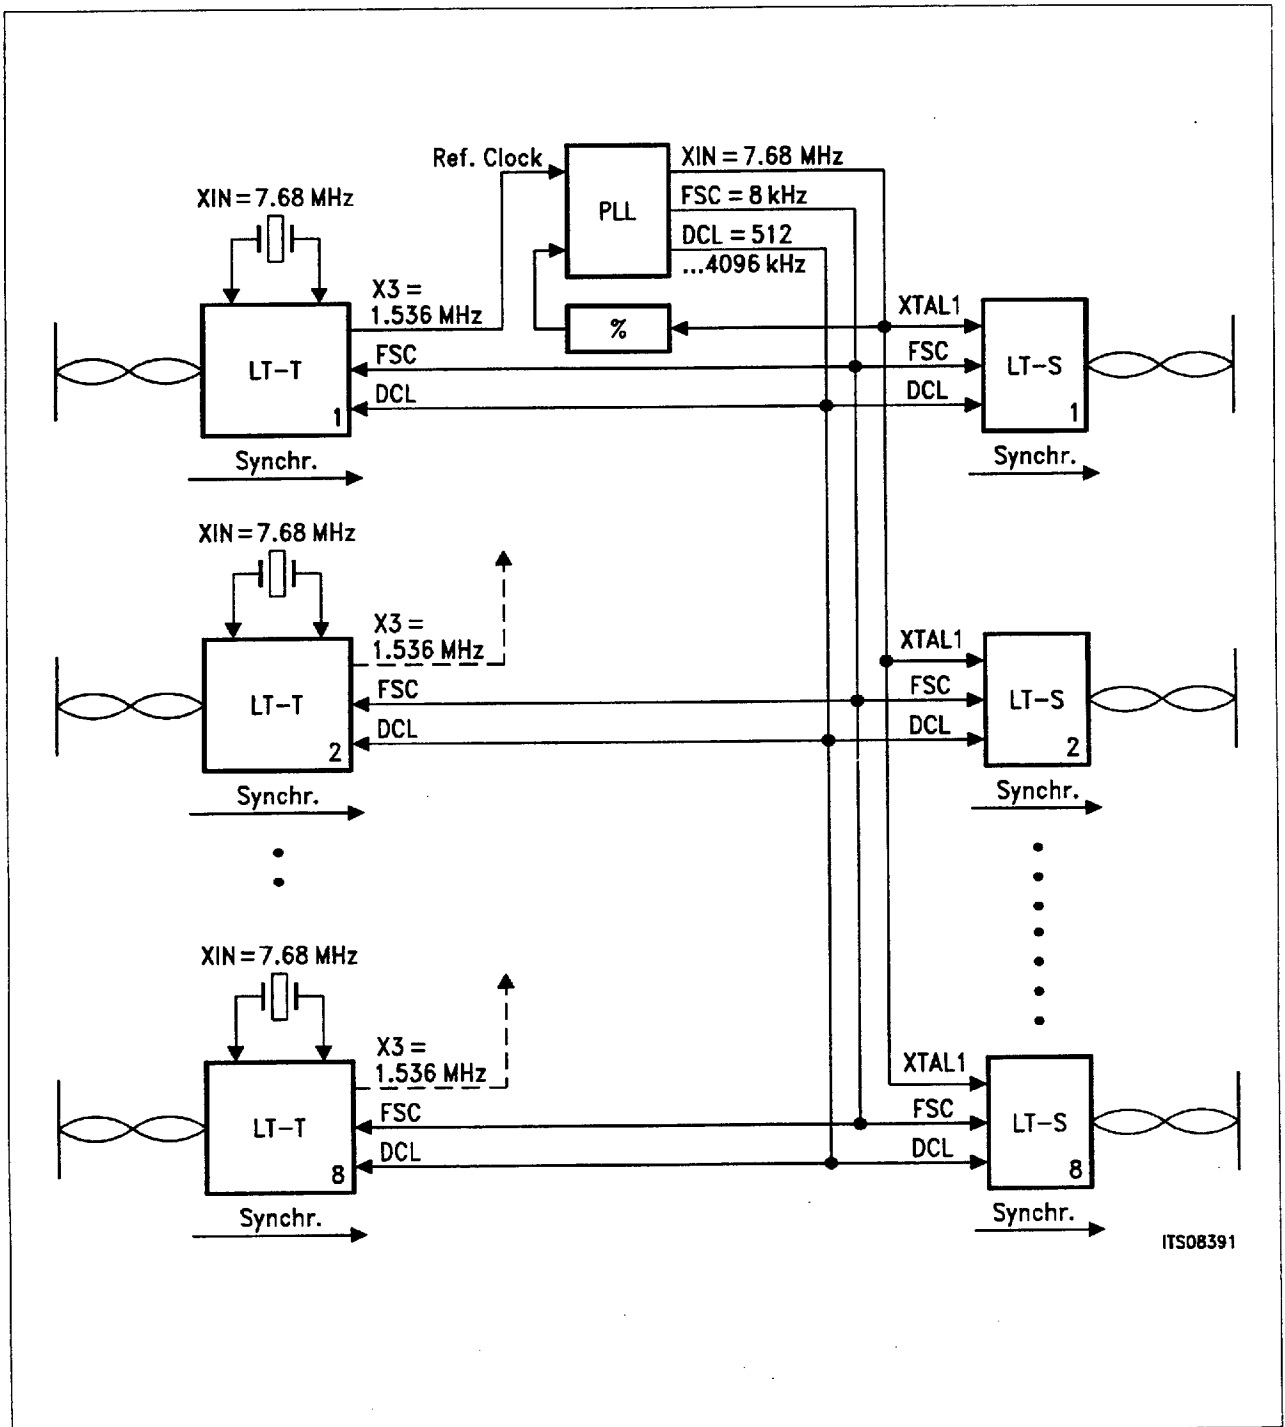 Ref. Clock
PLL
XIN = 7.68 MHz
FSC = 8 kHz
DCL = 512
...4096 kHz
%
XIN = 7.68 MHz
X3 =
1.536 MHz
LT-T
1
FSC
DCL
Synchr.
XTAL1
FSC
DCL
LT-S
1
Synchr.
XIN = 7.68 MHz
X3 =
1.536 MHz
LT-T
2
FSC
DCL
Synchr.
XTAL1
FSC
DCL
LT-S
2
Synchr.
XIN = 7.68 MHz
X3 =
1.536 MHz
LT-T
8
FSC
DCL
Synchr.
XTAL1
FSC
DCL
LT-S
8
Synchr.
ITS08391